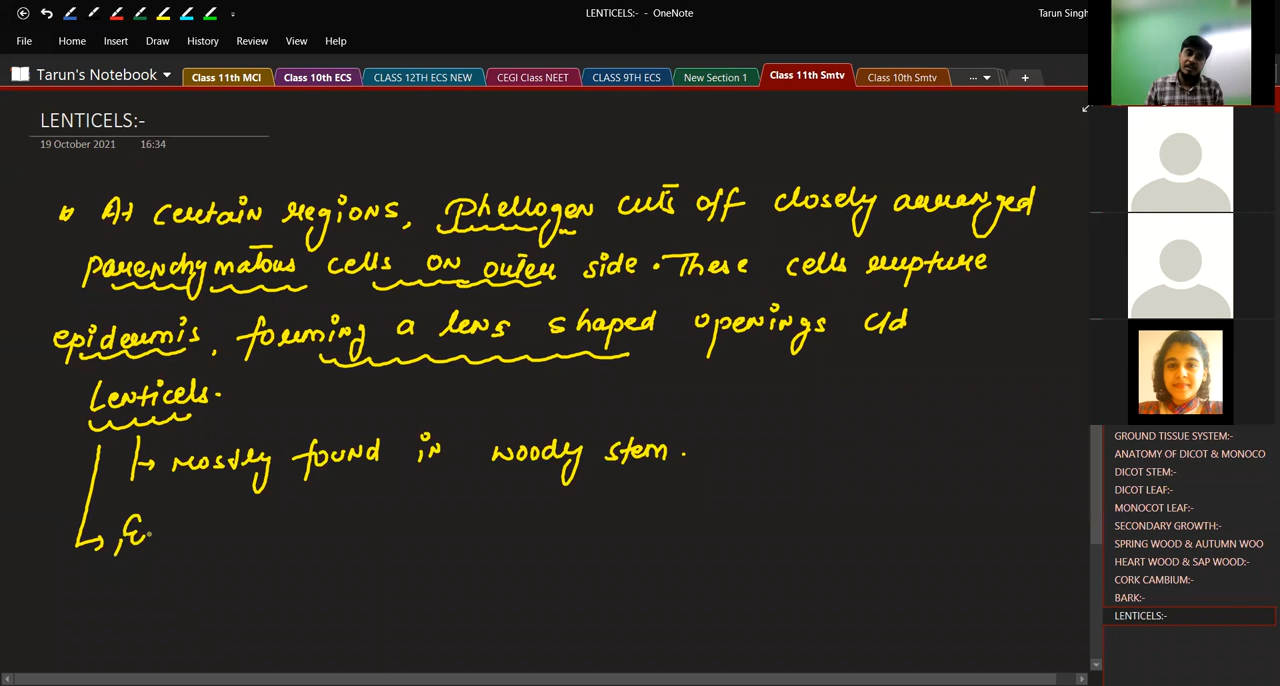 LENTICELS:- - OneNote
Tarun Singh
File Home Insert Draw History Review View Help
Tarun's Notebook
Class 11th MCI Class 10th ECS CLASS 12TH ECS NEW CEGI Class NEET CLASS 9TH ECS New Section 1 Class 11th Smtv Class 10th Smtv ... +
LENTICELS:-
19 October 2021 16:34
At certain regions, Phellogen cuts off closely arranged
parenchymatous cells on outer side. These cells rupture
epidermis, forming a lens shaped openings c/d
Lenticels.
mostly found in woody stem.
GROUND TISSUE SYSTEM:-
ANATOMY OF DICOT & MONOCO
DICOT STEM:-
DICOT LEAF:-
MONOCOT LEAF:-
SECONDARY GROWTH:-
SPRING WOOD & AUTUMN WOO
HEART WOOD & SAP WOOD:-
CORK CAMBIUM:-
BARK:-
LENTICELS:-